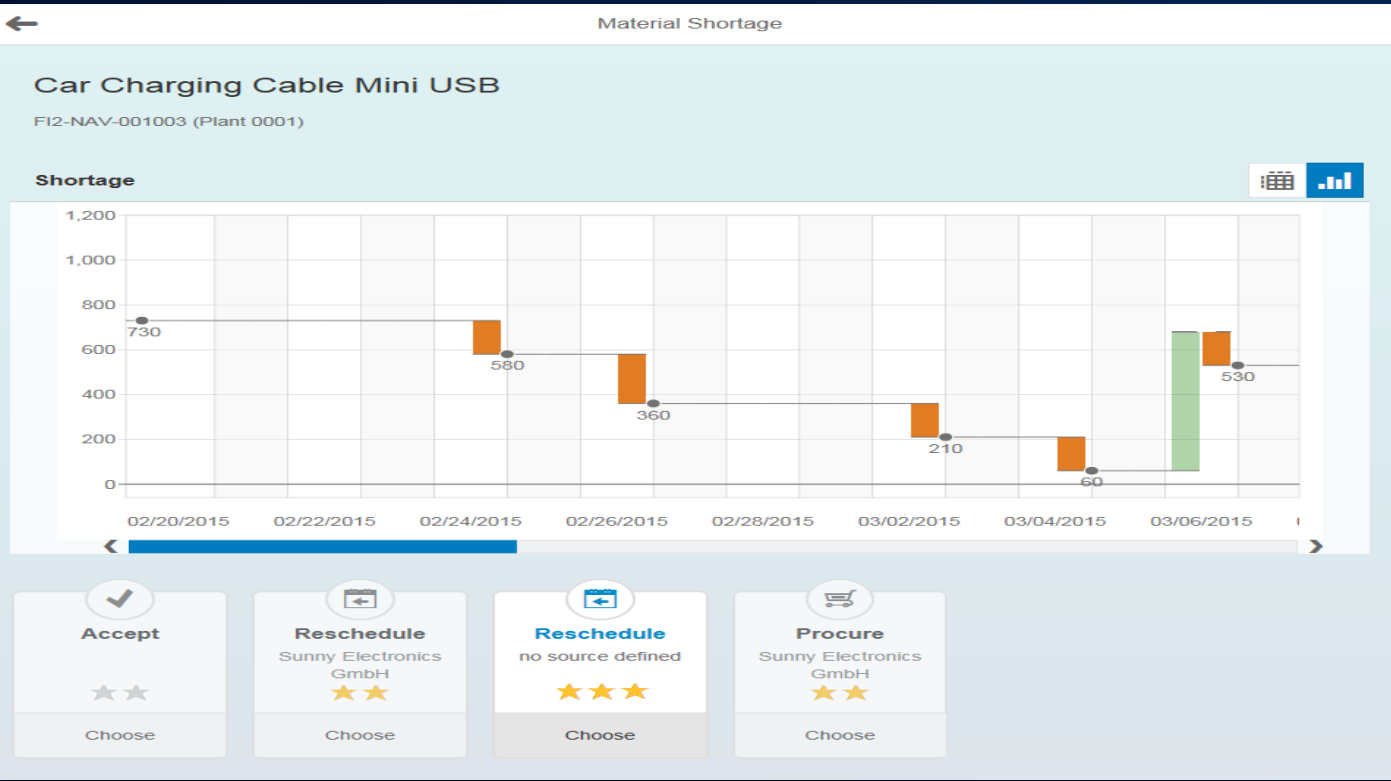 Material Shortage
Car Charging Cable Mini USB
FI2-NAV-001003 (Plant 0001)
Shortage
1,200
1,000
800
600
400
200
0
730
580
360
210
60
530
02/20/2015 02/22/2015 02/24/2015 02/26/2015 02/28/2015 03/02/2015 03/04/2015 03/06/2015
Accept
Choose
Reschedule
Sunny Electronics
GmbH
Choose
Reschedule
no source defined
Choose
Procure
Sunny Electronics
GmbH
Choose